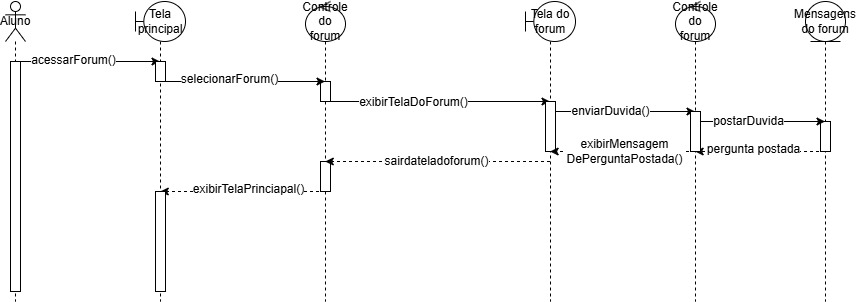 Aluno
Tela
principal
Controle
do
forum
Tela do
forum
Controle
do
forum
Mensagens
do forum
acessarForum()
selecionarForum()
exibirTelaDoForum()
enviarDuvida()
postarDuvida
exibirMensagem
DePerguntaPostada()
pergunta postada
sairdateladoforum()
exibirTelaPrinciapal()